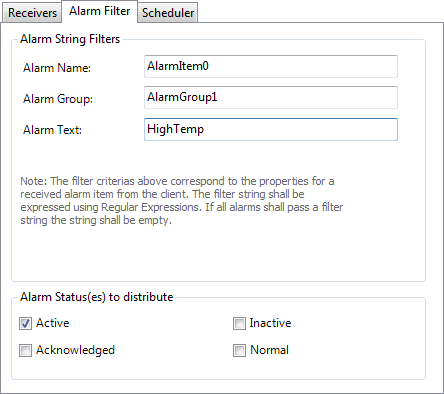 Receivers Alarm Filter Scheduler
Alarm String Filters
Alarm Name: AlarmItem0
Alarm Group: AlarmGroup1
Alarm Text: HighTemp
Note: The filter criterias above correspond to the properties for a
received alarm item from the client. The filter string shall be
expressed using Regular Expressions. If all alarms shall pass a filter
string the string shall be empty.
Alarm Status(es) to distribute
Active Inactive
Acknowledged Normal